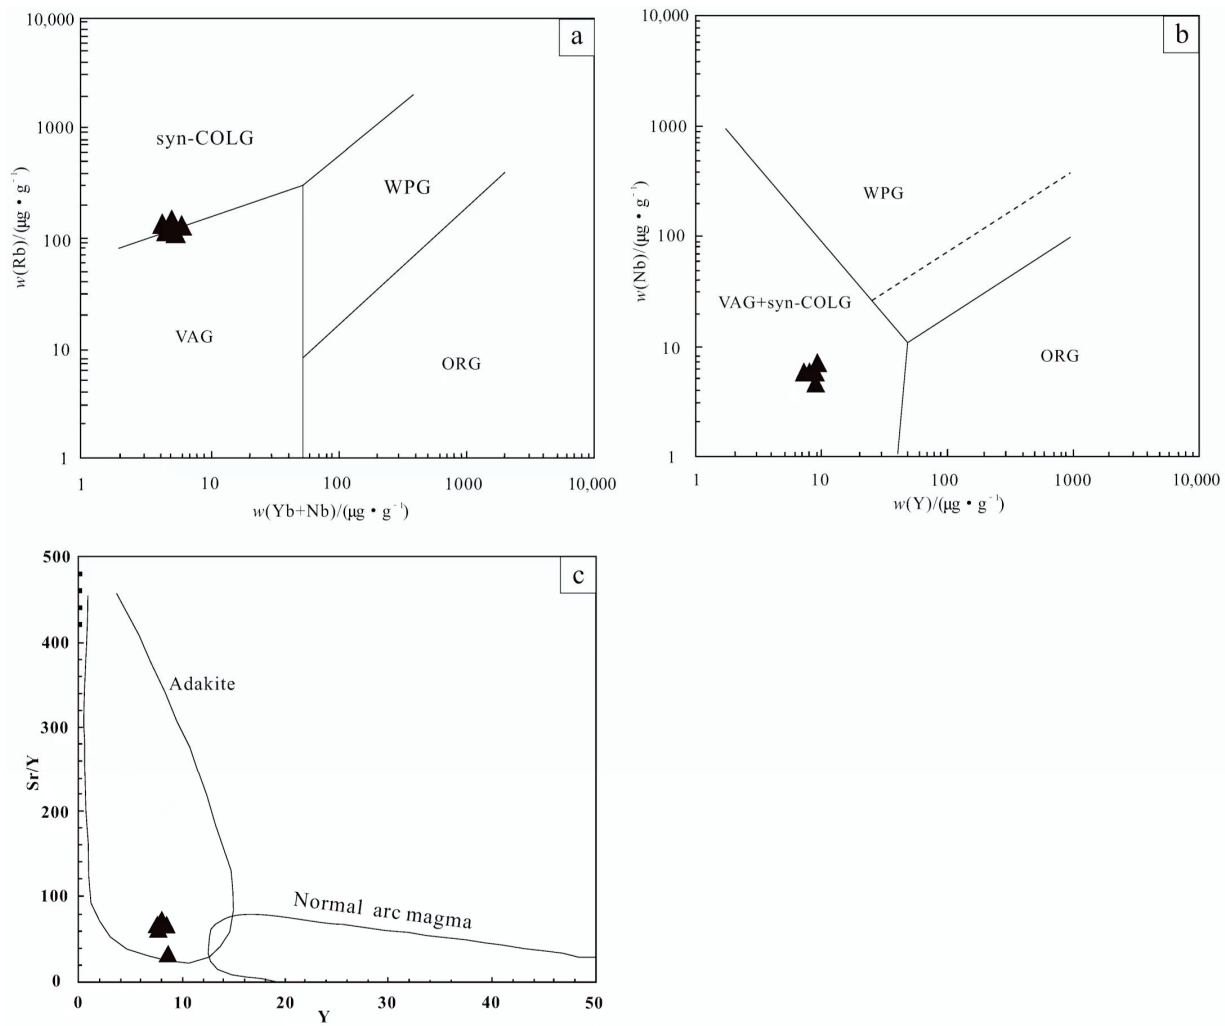 a
10,000
1000
100
10
1
w(Rb)/(μg·g⁻¹)
syn-COLG
WPG
VAG
ORG
1
10
100
1000
10,000
w(Yb+Nb)/(μg·g⁻¹)
b
10,000
1000
100
10
1
w(Nb)/(μg·g⁻¹)
WPG
VAG+syn-COLG
ORG
1
10
100
1000
10,000
w(Y)/(μg·g⁻¹)
c
500
400
300
200
100
0
Sr/Y
Adakite
Normal arc magma
0
10
20
30
40
50
Y